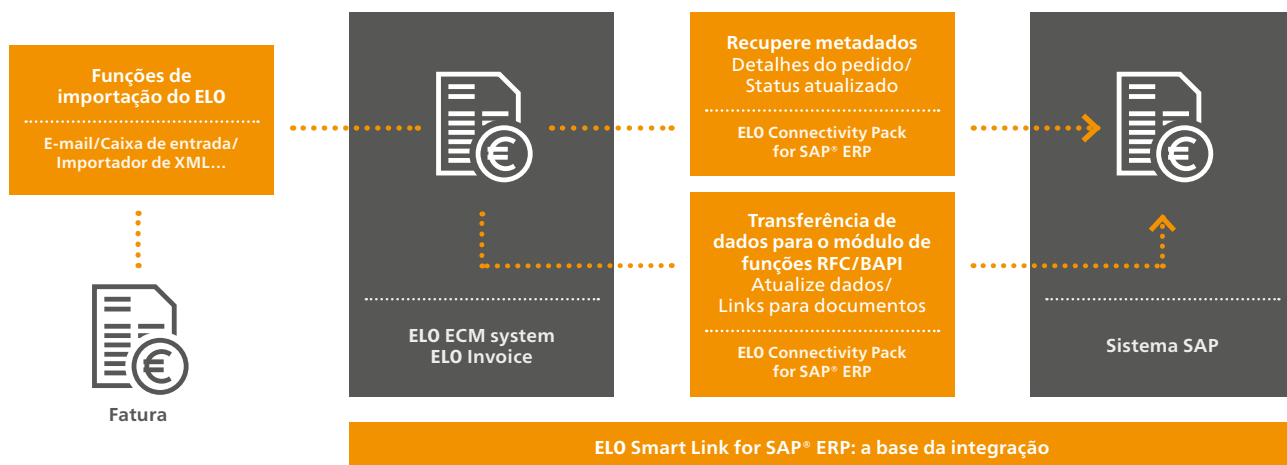 Funções de
importação do ELO
E-mail/Caixa de entrada/
Importador de XML...
Fatura
ELO ECM system
ELO Invoice
Recupere metadados
Detalhes do pedido/
Status atualizado
ELO Connectivity Pack
for SAP® ERP
Transferência de
dados para o módulo de
funções RFC/BAPI
Atualize dados/
Links para documentos
ELO Connectivity Pack
for SAP® ERP
Sistema SAP
ELO Smart Link for SAP® ERP: a base da integração